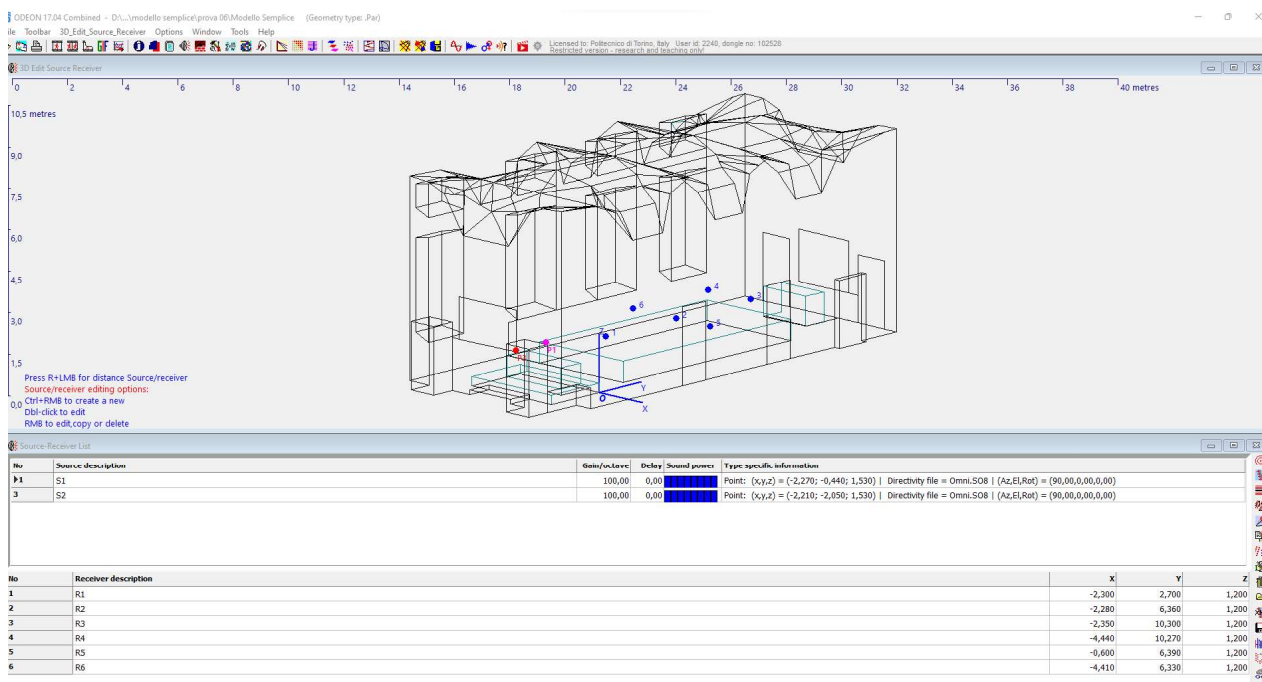 ODEON 17.04 Combined - D:\...\modello semplice\prova 06\Modello Semplice (Geometry type: .Par)
ile Toolbar 3D_Edit_Source_Receiver Options Window Tools Help
Licensed to: Politecnico di Torino, Italy User id: 2240, dongle no: 102528
Restricted version - research and teaching only!
3D Edit Source Receiver
0 2 4 6 8 10 12 14 16 18 20 22 24 26 28 30 32 34 36 38 40 metres
10,5 metres
9,0
7,5
6,0
4,5
4
3
6
3,0
2
5
Z 1
P1
1,5
Y
O
X
Press R+LMB for distance Source/receiver
Source/receiver editing options:
0,0 Ctrl+RMB to create a new
Dbl-click to edit
RMB to edit,copy or delete
Source-Receiver List
No Source description Gain/octave Delay Sound power Type specific information
1 S1 100,00 0,00 Point: (x,y,z) = (-2,270; -0,440; 1,530) | Directivity file = Omni.SO8 | (Az,El,Rot) = (90,00,0,00,0,00)
3 S2 100,00 0,00 Point: (x,y,z) = (-2,210; -2,050; 1,530) | Directivity file = Omni.SO8 | (Az,El,Rot) = (90,00,0,00,0,00)
No Receiver description X Y Z
1 R1 -2,300 2,700 1,200
2 R2 -2,280 6,360 1,200
3 R3 -2,350 10,300 1,200
4 R4 -4,440 10,270 1,200
5 R5 -0,600 6,390 1,200
6 R6 -4,410 6,330 1,200